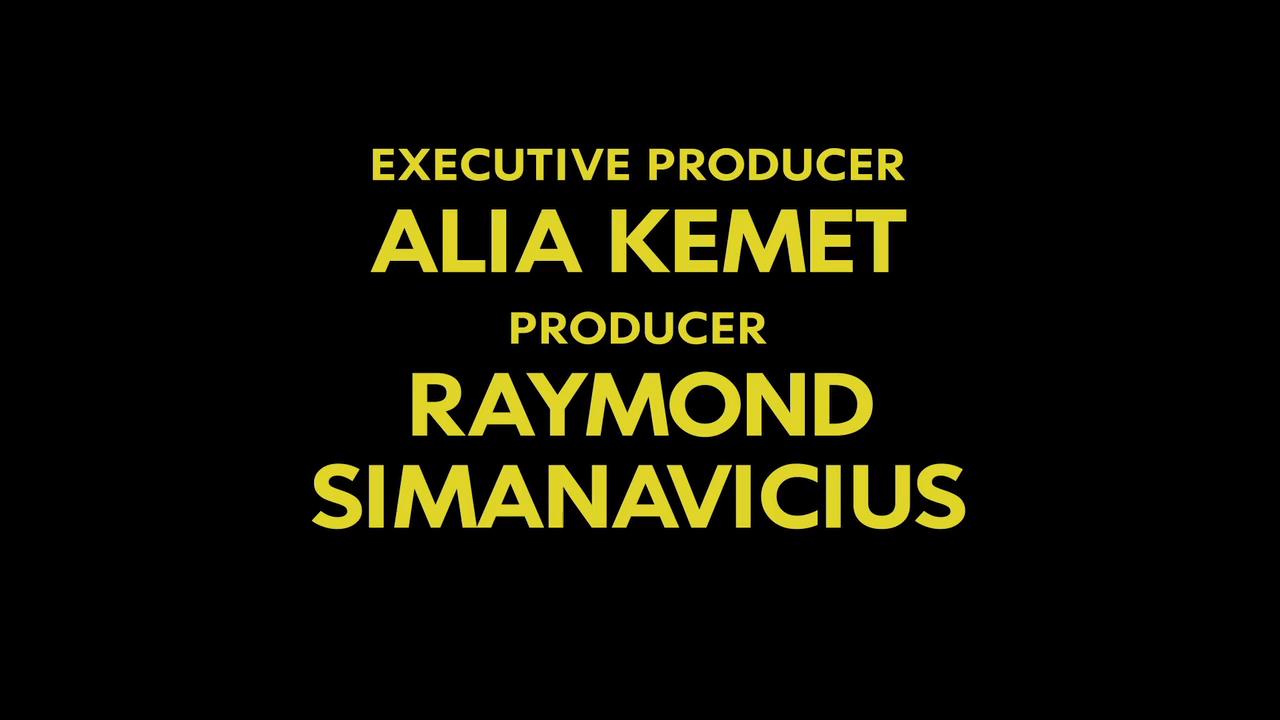 EXECUTIVE PRODUCER
ALIA KEMET
PRODUCER
RAYMOND
SIMANAVICIUS